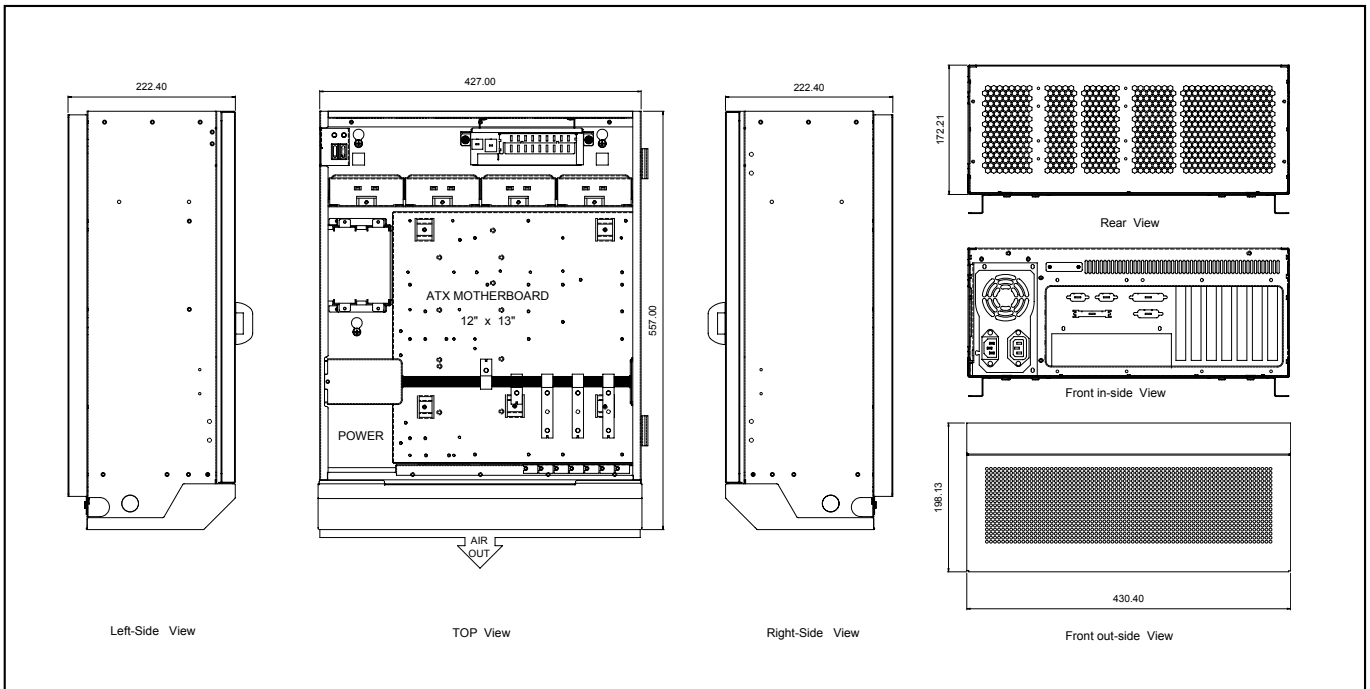 222.40
427.00
222.40
172.21
Rear View
ATX MOTHERBOARD
12" x 13"
557.00
Front in-side View
POWER
198.13
AIR
OUT
430.40
Left-Side View
TOP View
Right-Side View
Front out-side View